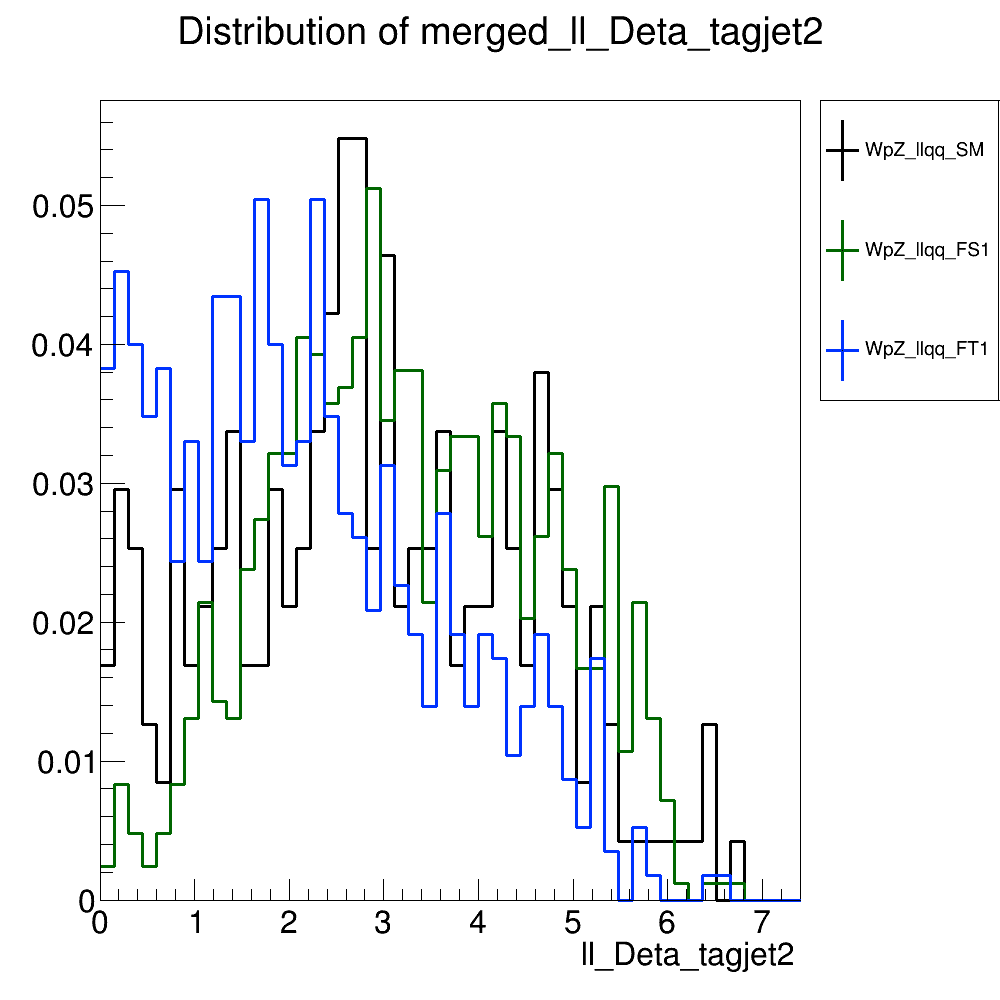 Distribution of merged_ll_Deta_tagjet2
WpZ_llqq_SM
WpZ_llqq_FS1
WpZ_llqq_FT1
0.05
0.04
0.03
0.02
0.01
0
0 1 2 3 4 5 6 7
ll_Deta_tagjet2